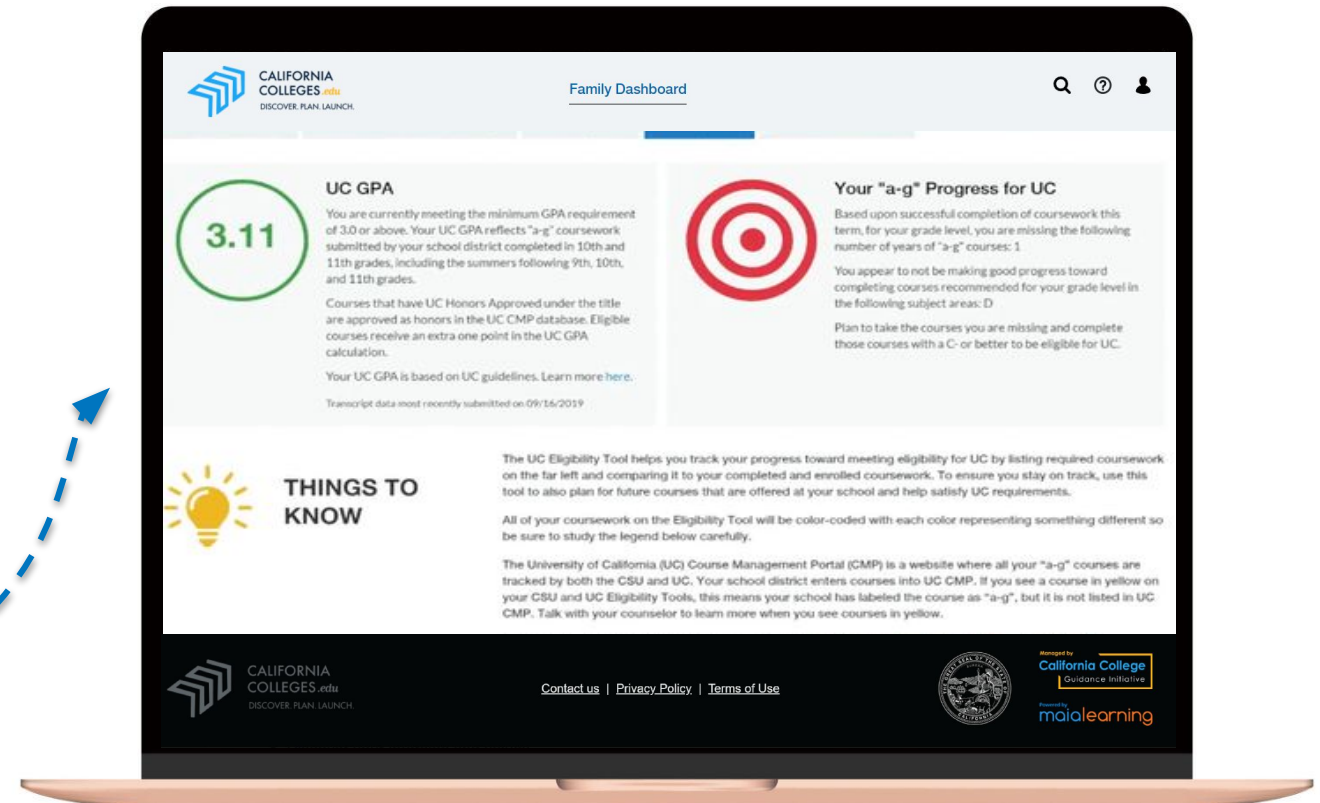 CALIFORNIA
COLLEGES.edu
DISCOVER. PLAN. LAUNCH.
Family Dashboard
3.11
UC GPA
You are currently meeting the minimum GPA requirement
of 3.0 or above. Your UC GPA reflects "a-g" coursework
submitted by your school district completed in 10th and
11th grades, including the summers following 9th, 10th,
and 11th grades.
Courses that have UC Honors Approved under the title
are approved as honors in the UC CMP database. Eligible
courses receive an extra one point in the UC GPA
calculation.
Your UC GPA is based on UC guidelines. Learn more here.
Transcript data most recently submitted on 09/16/2019
Your "a-g" Progress for UC
Based upon successful completion of coursework this
term, for your grade level, you are missing the following
number of years of "a-g" courses: 1
You appear to not be making good progress toward
completing courses recommended for your grade level in
the following subject areas: D
Plan to take the courses you are missing and complete
those courses with a C- or better to be eligible for UC.
THINGS TO
KNOW
The UC Eligibility Tool helps you track your progress toward meeting eligibility for UC by listing required coursework
on the far left and comparing it to your completed and enrolled coursework. To ensure you stay on track, use this
tool to also plan for future courses that are offered at your school and help satisfy UC requirements.
All of your coursework on the Eligibility Tool will be color-coded with each color representing something different so
be sure to study the legend below carefully.
The University of California (UC) Course Management Portal (CMP) is a website where all your "a-g" courses are
tracked by both the CSU and UC. Your school district enters courses into UC CMP. If you see a course in yellow on
your CSU and UC Eligibility Tools, this means your school has labeled the course as "a-g", but it is not listed in UC
CMP. Talk with your counselor to learn more when you see courses in yellow.
CALIFORNIA
COLLEGES.edu
DISCOVER. PLAN. LAUNCH.
Contact us | Privacy Policy | Terms of Use
Managed by
California College
Guidance Initiative
Powered by
maialearning